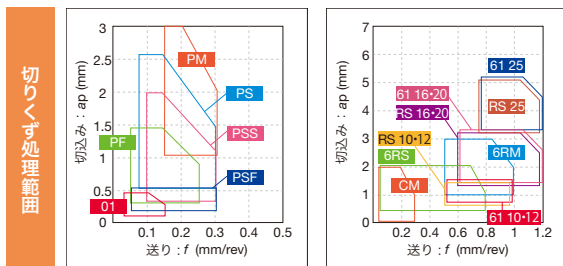 切りくず処理範囲
切込み：ap (mm)
3
2.5
2
1.5
1
0.5
0
PM
PS
PSS
PF
PSF
01
0.1
0.2
0.3
0.4
0.5
送り : f (mm/rev)
切込み：ap (mm)
7
6
5
4
3
2
1
0
61 25
RS 25
61 16・20
RS 16・20
RS 10・12
6RS
6RM
CM
61 10・12
0.2
0.4
0.6
0.8
1.0
1.2
送り : f (mm/rev)